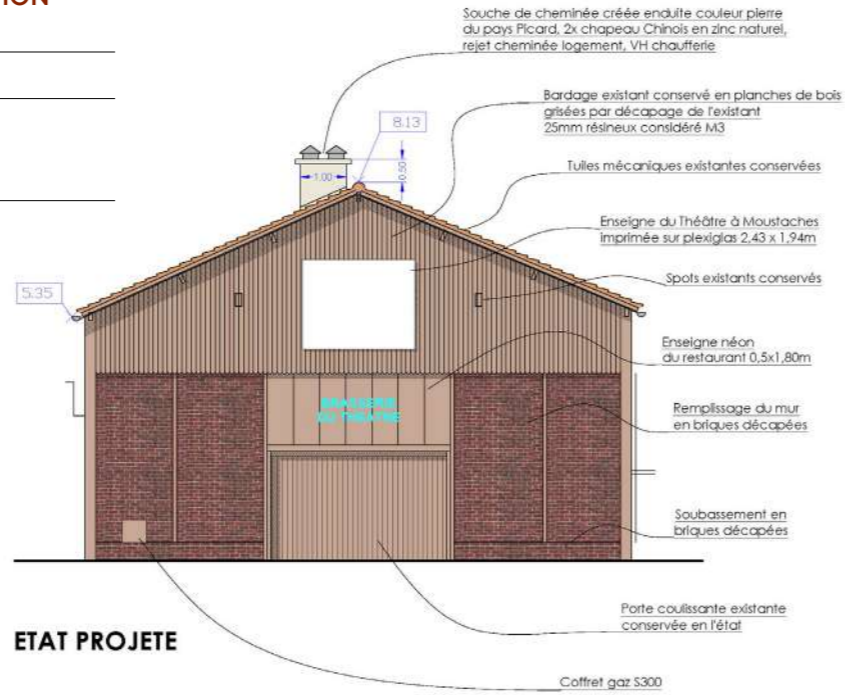 ION
Souche de cheminée créée enduite couleur pierre
du pays Picard, 2x chapeau Chinois en zinc naturel,
rejet cheminée logement, VH chaufferie
Bardage existant conservé en planches de bois
grisées par décapage de l'existant
25mm résineux considéré M3
8.13
1.00
0.50
Tuiles mécaniques existantes conservées
Enseigne du Théâtre à Moustaches
imprimée sur plexiglas 2,43 x 1,94m
Spots existants conservés
5.35
Enseigne néon
du restaurant 0,5x1,80m
BRASSERIE
DU THEATRE
Remplissage du mur
en briques décapées
Soubassement en
briques décapées
Porte coulissante existante
conservée en l'état
ETAT PROJETE
Coffret gaz S300